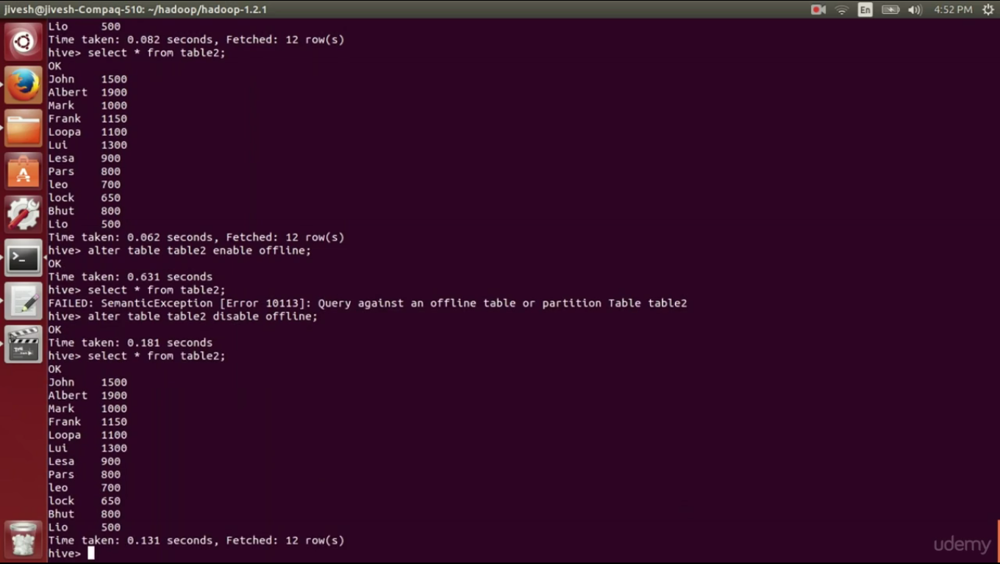 jivesh@jivesh-Compaq-510: ~/hadoop/hadoop-1.2.1
En
4:52 PM
Lio 500
Time taken: 0.082 seconds, Fetched: 12 row(s)
hive> select * from table2;
OK
John 1500
Albert 1900
Mark 1000
Frank 1150
Loopa 1100
Lui 1300
Lesa 900
Pars 800
leo 700
lock 650
Bhut 800
Lio 500
Time taken: 0.062 seconds, Fetched: 12 row(s)
hive> alter table table2 enable offline;
OK
Time taken: 0.631 seconds
hive> select * from table2;
FAILED: SemanticException [Error 10113]: Query against an offline table or partition Table table2
hive> alter table table2 disable offline;
OK
Time taken: 0.181 seconds
hive> select * from table2;
OK
John 1500
Albert 1900
Mark 1000
Frank 1150
Loopa 1100
Lui 1300
Lesa 900
Pars 800
leo 700
lock 650
Bhut 800
Lio 500
Time taken: 0.131 seconds, Fetched: 12 row(s)
hive>
udemy